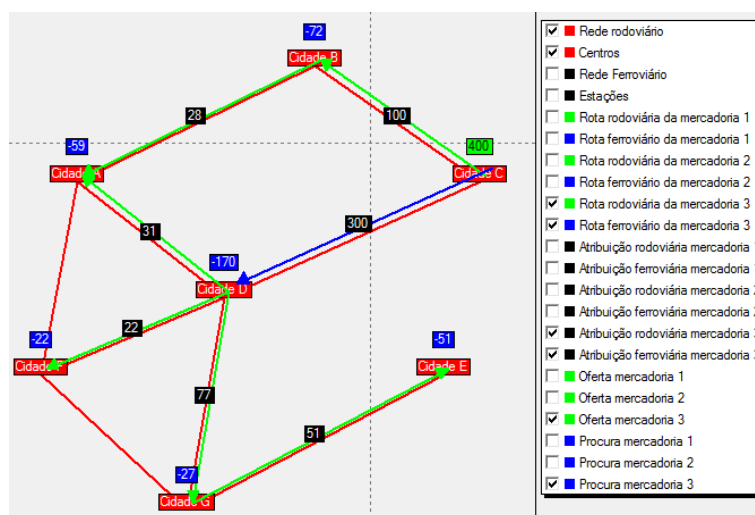 -72
Cidade B
28
100
-59
400
Cidade A
Cidade C
31
300
-170
Cidade D
22
-22
-51
Cidade F
Cidade E
77
51
-27
Cidade G
Rede rodoviário
Centros
Rede Ferroviário
Estações
Rota rodoviária da mercadoria 1
Rota ferroviário da mercadoria 1
Rota rodoviária da mercadoria 2
Rota ferroviário da mercadoria 2
Rota rodoviária da mercadoria 3
Rota ferroviário da mercadoria 3
Atribuição rodoviária mercadoria
Atribuição ferroviária mercadoria
Atribuição rodoviária mercadoria
Atribuição ferroviária mercadoria
Atribuição rodoviária mercadoria
Atribuição ferroviária mercadoria
Oferta mercadoria 1
Oferta mercadoria 2
Oferta mercadoria 3
Procura mercadoria 1
Procura mercadoria 2
Procura mercadoria 3